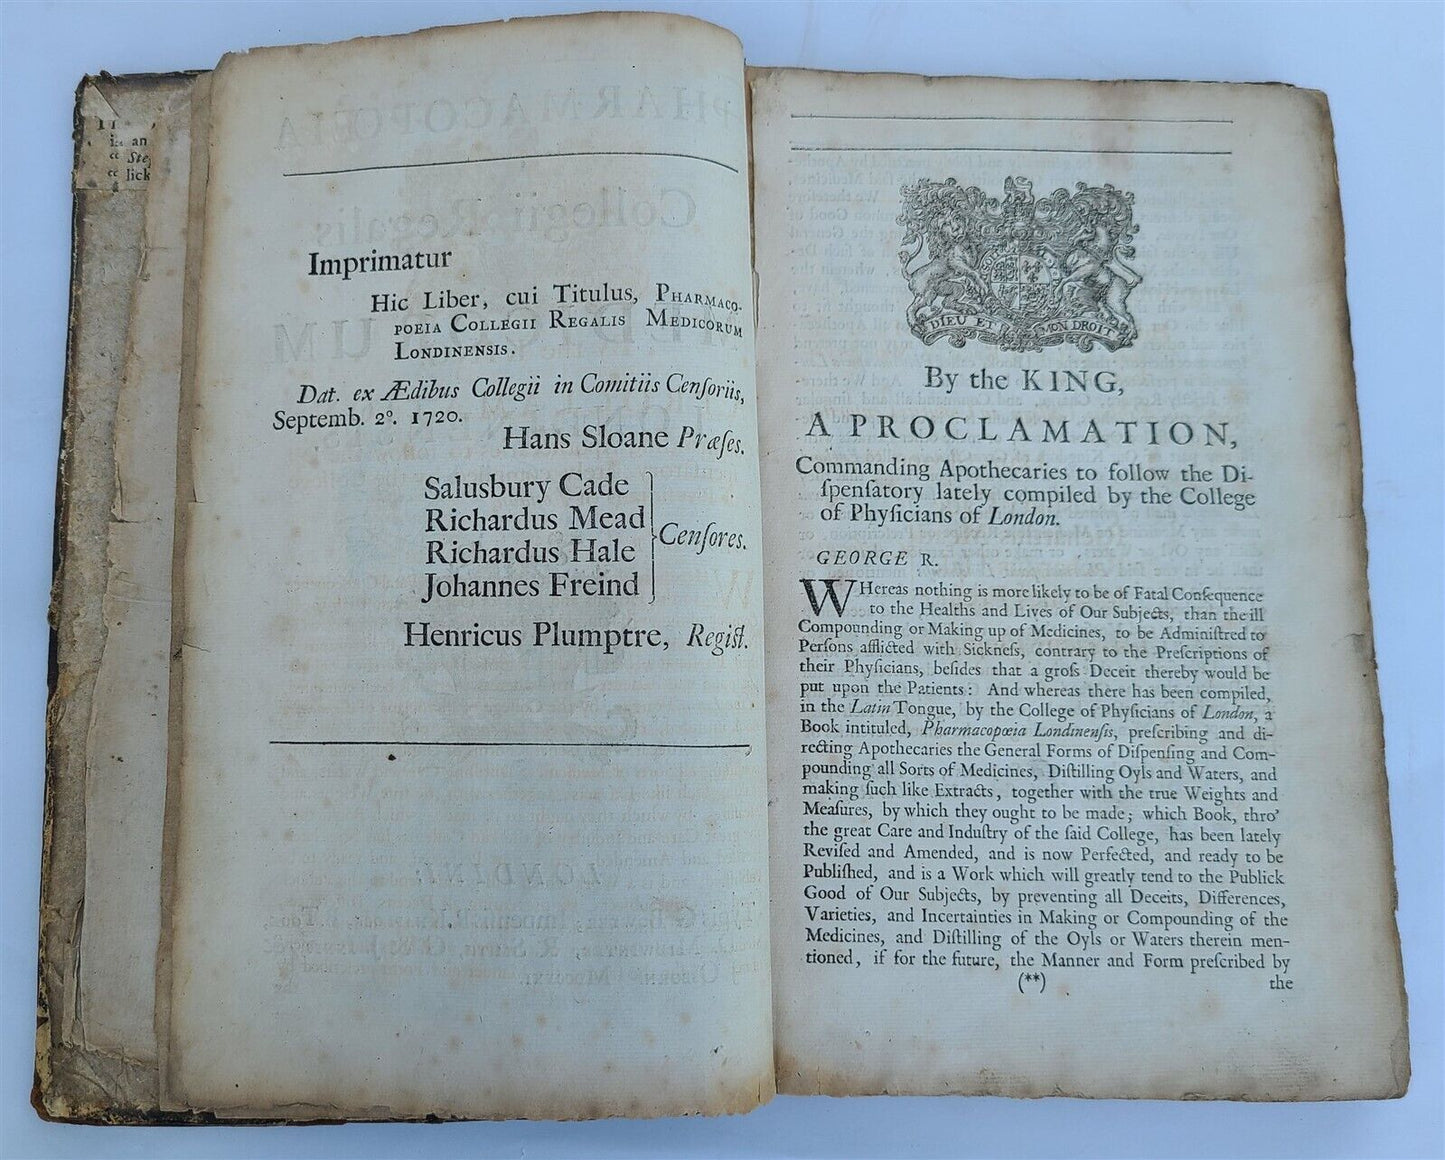 an
Imprimatur
Hic Liber, cui Titulus, PHARMACO-
POEIA COLLEGII REGALIS MEDICORUM
LONDINENSIS.
Dat. ex Ædibus Collegii in Comitiis Cenſoriis,
Septemb. 2º. 1720.
Hans Sloane Præſes.
Salusbury Cade
Richardus Mead
Richardus Hale
Johannes Freind
Cenſores.
Henricus Plumptre, Regiſt.
DIEU ET MON DROIT
By the KING,
A PROCLAMATION,
Commanding Apothecaries to follow the Di-
ſpenſatory lately compiled by the College
of Phyſicians of London.
GEORGE R.
WHereas nothing is more likely to be of Fatal Conſequence
to the Healths and Lives of Our Subjects, than the ill
Compounding or Making up of Medicines, to be Adminiſtred to
Perſons afflicted with Sickneſs, contrary to the Preſcriptions of
their Phyſicians, beſides that a groſs Deceit thereby would be
put upon the Patients: And whereas there has been compiled,
in the Latin Tongue, by the College of Phyſicians of London, a
Book intituled, Pharmacopœia Londinenſis, preſcribing and di-
recting Apothecaries the General Forms of Diſpenſing and Com-
pounding all Sorts of Medicines, Diſtilling Oyls and Waters, and
making ſuch like Extracts, together with the true Weights and
Meaſures, by which they ought to be made; which Book, thro'
the great Care and Induſtry of the ſaid College, has been lately
Reviſed and Amended, and is now Perfected, and ready to be
Publiſhed, and is a Work which will greatly tend to the Publick
Good of Our Subjects, by preventing all Deceits, Differences,
Varieties, and Incertainties in Making or Compounding of the
Medicines, and Diſtilling of the Oyls or Waters therein men-
tioned, if for the future, the Manner and Form preſcribed by
(**) the